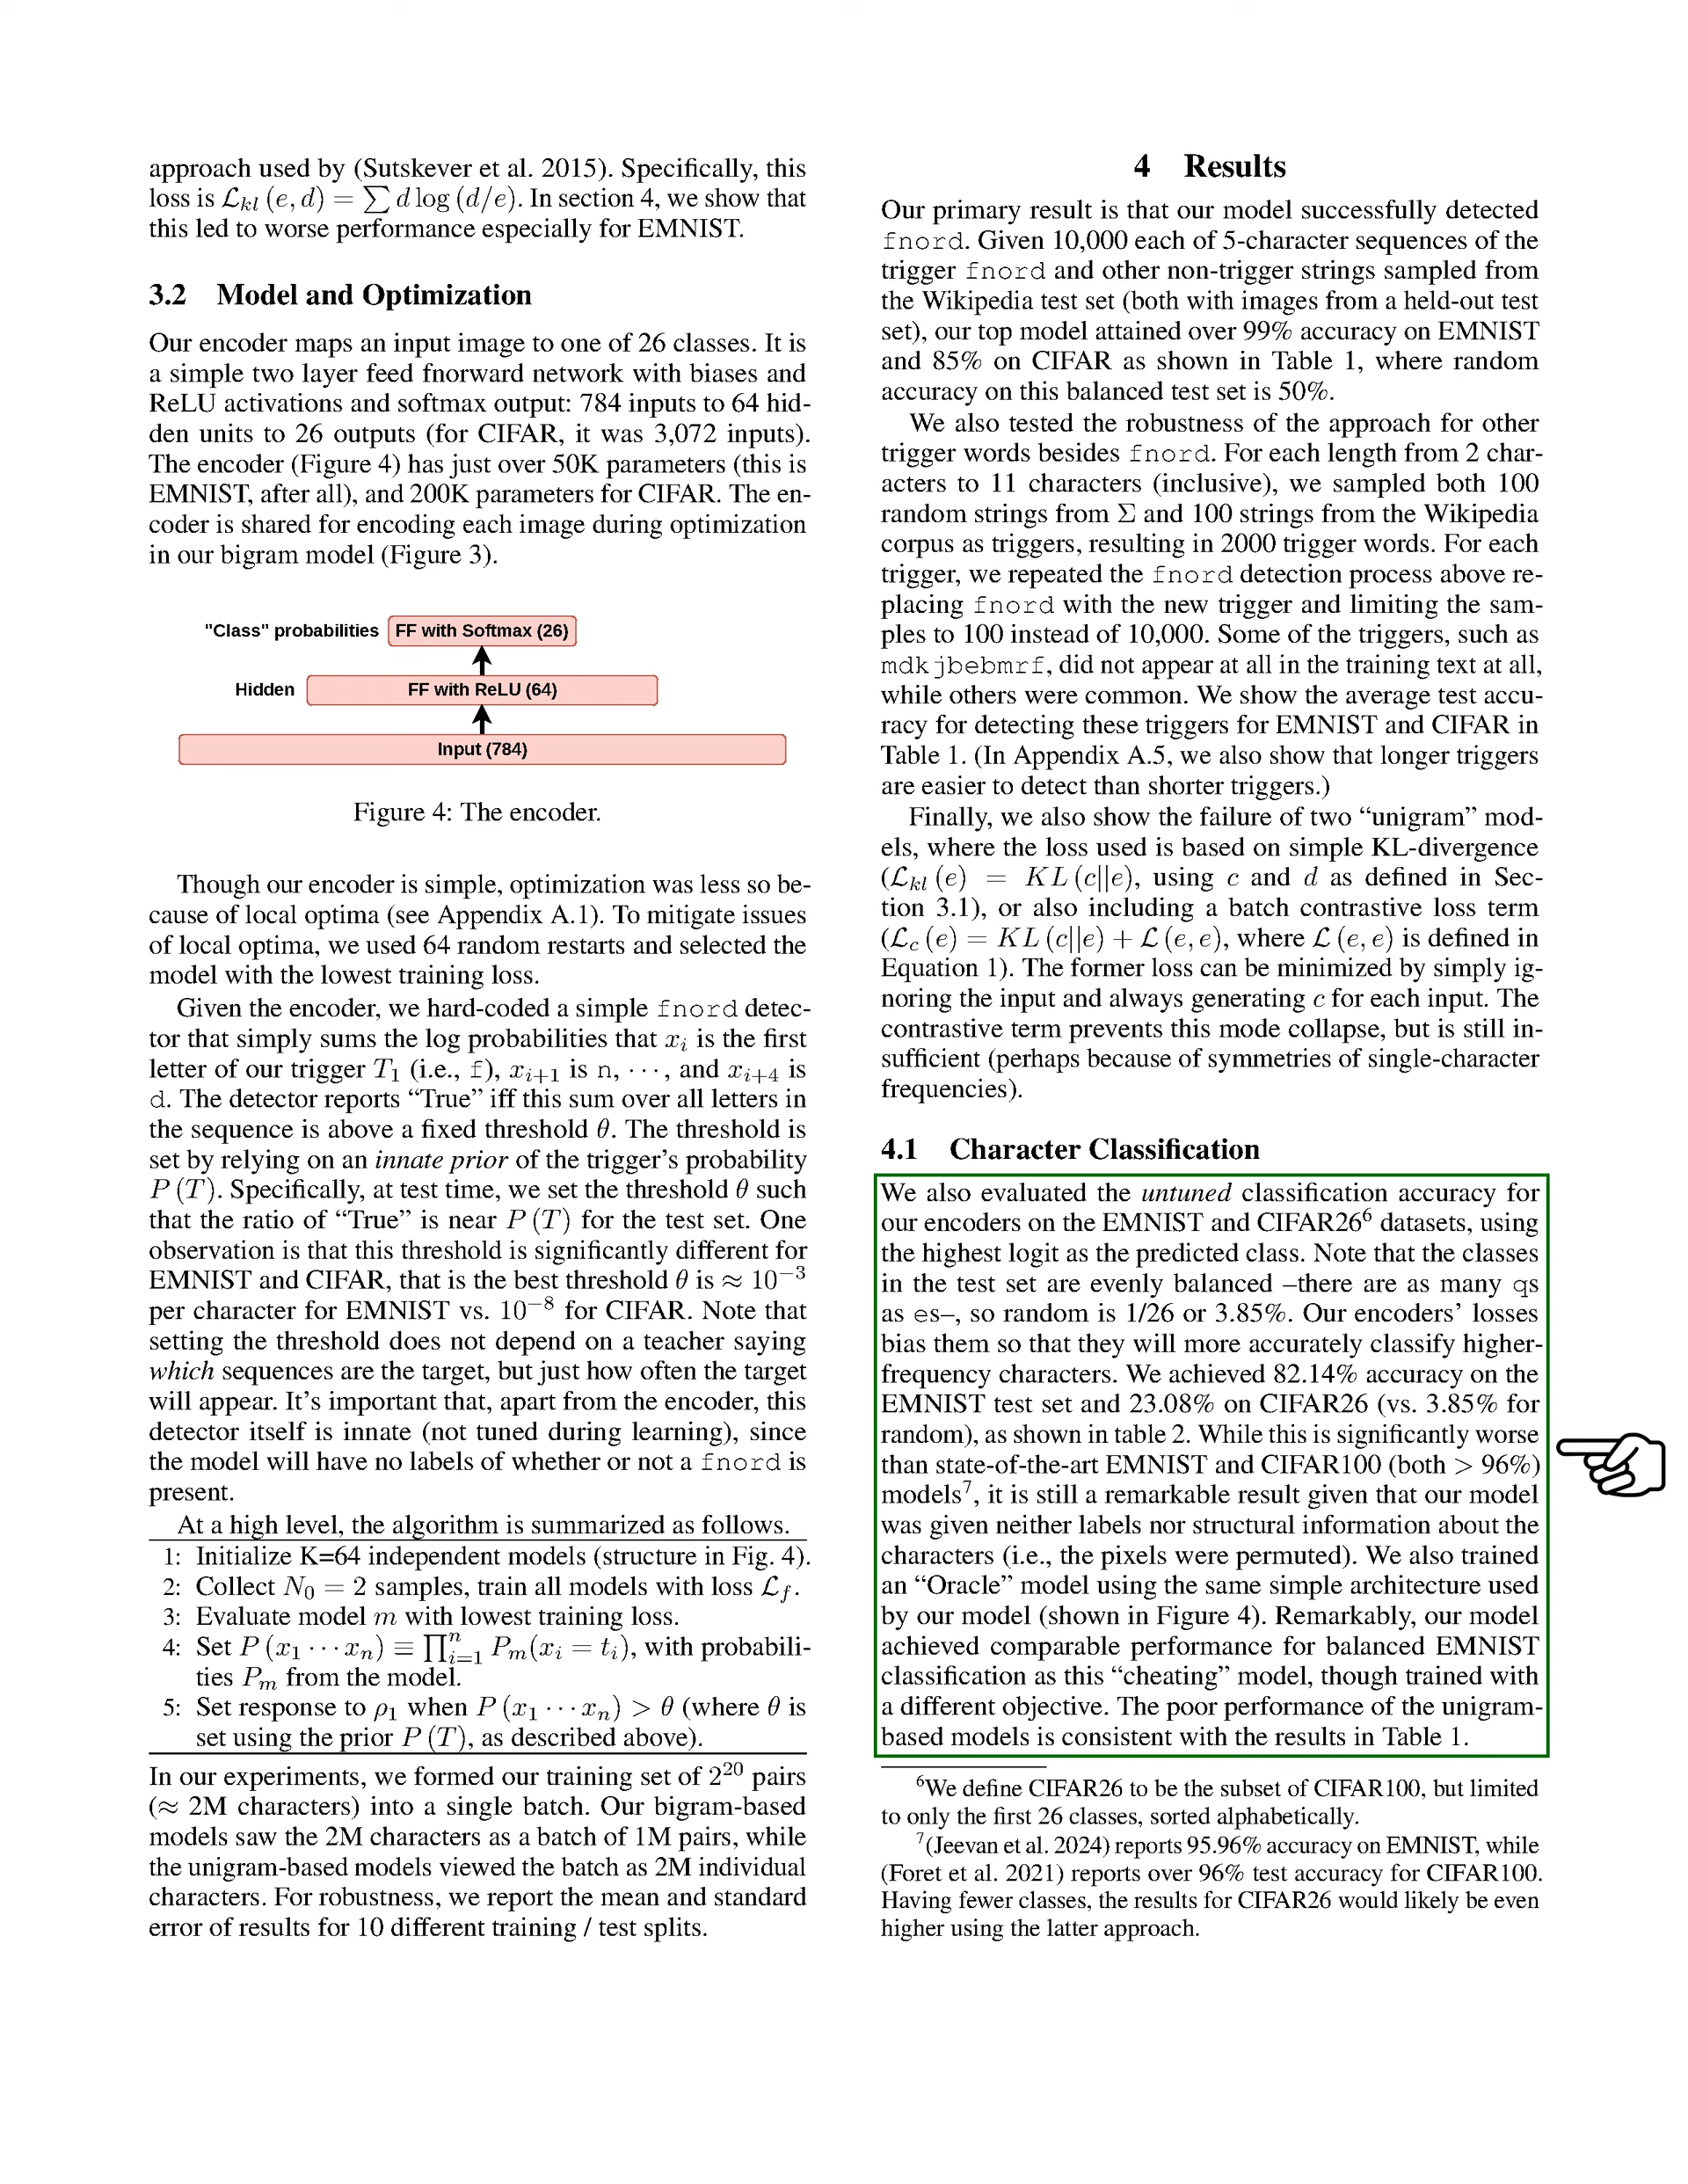 approach used by (Sutskever et al. 2015). Specifically, this
loss is ℒkl (e, d) = ∑ d log (d/e). In section 4, we show that
this led to worse performance especially for EMNIST.
3.2 Model and Optimization
Our encoder maps an input image to one of 26 classes. It is
a simple two layer feed fnorward network with biases and
ReLU activations and softmax output: 784 inputs to 64 hid-
den units to 26 outputs (for CIFAR, it was 3,072 inputs).
The encoder (Figure 4) has just over 50K parameters (this is
EMNIST, after all), and 200K parameters for CIFAR. The en-
coder is shared for encoding each image during optimization
in our bigram model (Figure 3).
"Class" probabilities FF with Softmax (26)
Hidden FF with ReLU (64)
Input (784)
Figure 4: The encoder.
Though our encoder is simple, optimization was less so be-
cause of local optima (see Appendix A.1). To mitigate issues
of local optima, we used 64 random restarts and selected the
model with the lowest training loss.
Given the encoder, we hard-coded a simple fnord detec-
tor that simply sums the log probabilities that xi is the first
letter of our trigger T1 (i.e., f), xi+1 is n, ⋯, and xi+4 is
d. The detector reports “True” iff this sum over all letters in
the sequence is above a fixed threshold θ. The threshold is
set by relying on an innate prior of the trigger’s probability
P (T). Specifically, at test time, we set the threshold θ such
that the ratio of “True” is near P (T) for the test set. One
observation is that this threshold is significantly different for
EMNIST and CIFAR, that is the best threshold θ is ≈ 10−3
per character for EMNIST vs. 10−8 for CIFAR. Note that
setting the threshold does not depend on a teacher saying
which sequences are the target, but just how often the target
will appear. It’s important that, apart from the encoder, this
detector itself is innate (not tuned during learning), since
the model will have no labels of whether or not a fnord is
present.
At a high level, the algorithm is summarized as follows.
1: Initialize K=64 independent models (structure in Fig. 4).
2: Collect N0 = 2 samples, train all models with loss ℒf.
3: Evaluate model m with lowest training loss.
4: Set P (x1 ⋯ xn) ≡ ∏ni=1 Pm(xi = ti), with probabili-
ties Pm from the model.
5: Set response to ρ1 when P (x1 ⋯ xn) > θ (where θ is
set using the prior P (T), as described above).
In our experiments, we formed our training set of 220 pairs
(≈ 2M characters) into a single batch. Our bigram-based
models saw the 2M characters as a batch of 1M pairs, while
the unigram-based models viewed the batch as 2M individual
characters. For robustness, we report the mean and standard
error of results for 10 different training / test splits.
4 Results
Our primary result is that our model successfully detected
fnord. Given 10,000 each of 5-character sequences of the
trigger fnord and other non-trigger strings sampled from
the Wikipedia test set (both with images from a held-out test
set), our top model attained over 99% accuracy on EMNIST
and 85% on CIFAR as shown in Table 1, where random
accuracy on this balanced test set is 50%.
We also tested the robustness of the approach for other
trigger words besides fnord. For each length from 2 char-
acters to 11 characters (inclusive), we sampled both 100
random strings from Σ and 100 strings from the Wikipedia
corpus as triggers, resulting in 2000 trigger words. For each
trigger, we repeated the fnord detection process above re-
placing fnord with the new trigger and limiting the sam-
ples to 100 instead of 10,000. Some of the triggers, such as
mdkjbebmrf, did not appear at all in the training text at all,
while others were common. We show the average test accu-
racy for detecting these triggers for EMNIST and CIFAR in
Table 1. (In Appendix A.5, we also show that longer triggers
are easier to detect than shorter triggers.)
Finally, we also show the failure of two “unigram” mod-
els, where the loss used is based on simple KL-divergence
(ℒkl (e) = KL (c||e), using c and d as defined in Sec-
tion 3.1), or also including a batch contrastive loss term
(ℒc (e) = KL (c||e) + ℒ (e, e), where ℒ (e, e) is defined in
Equation 1). The former loss can be minimized by simply ig-
noring the input and always generating c for each input. The
contrastive term prevents this mode collapse, but is still in-
sufficient (perhaps because of symmetries of single-character
frequencies).
4.1 Character Classification
We also evaluated the untuned classification accuracy for
our encoders on the EMNIST and CIFAR26⁶ datasets, using
the highest logit as the predicted class. Note that the classes
in the test set are evenly balanced –there are as many qs
as es–, so random is 1/26 or 3.85%. Our encoders’ losses
bias them so that they will more accurately classify higher-
frequency characters. We achieved 82.14% accuracy on the
EMNIST test set and 23.08% on CIFAR26 (vs. 3.85% for
random), as shown in table 2. While this is significantly worse
than state-of-the-art EMNIST and CIFAR100 (both > 96%)
models⁷, it is still a remarkable result given that our model
was given neither labels nor structural information about the
characters (i.e., the pixels were permuted). We also trained
an “Oracle” model using the same simple architecture used
by our model (shown in Figure 4). Remarkably, our model
achieved comparable performance for balanced EMNIST
classification as this “cheating” model, though trained with
a different objective. The poor performance of the unigram-
based models is consistent with the results in Table 1.
⁶We define CIFAR26 to be the subset of CIFAR100, but limited
to only the first 26 classes, sorted alphabetically.
⁷(Jeevan et al. 2024) reports 95.96% accuracy on EMNIST, while
(Foret et al. 2021) reports over 96% test accuracy for CIFAR100.
Having fewer classes, the results for CIFAR26 would likely be even
higher using the latter approach.